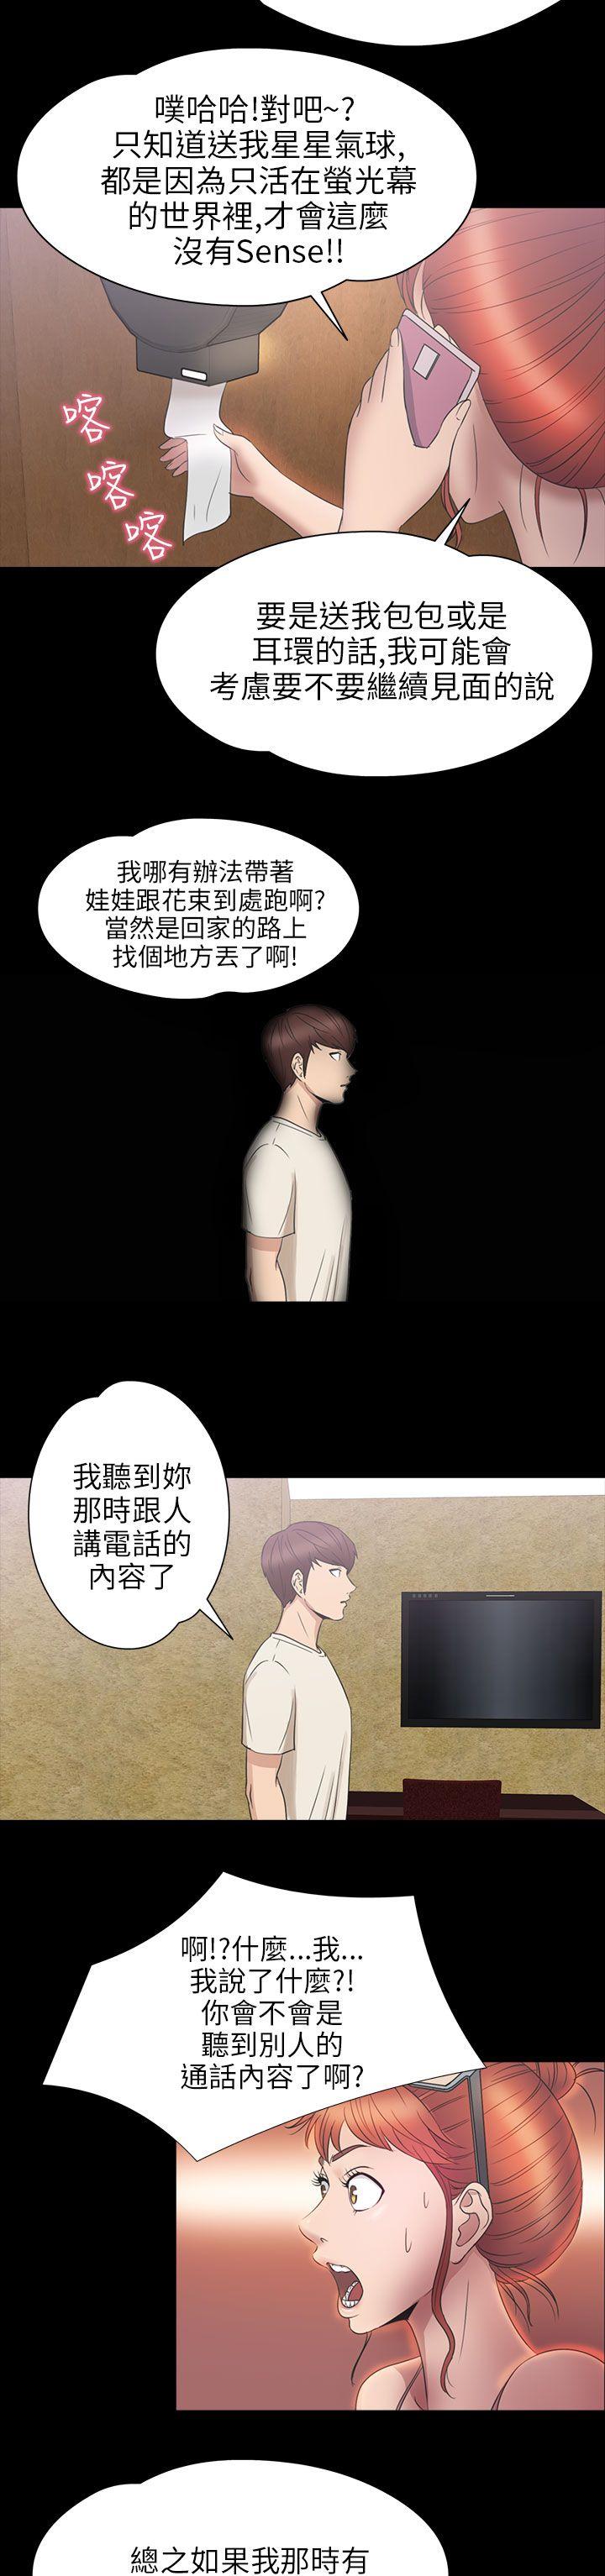 噗哈哈!對吧~?
只知道送我星星氣球,
都是因為只活在螢光幕
的世界裡,才會這麼
沒有Sense!!
喀
喀
喀
要是送我包包或是
耳環的話,我可能會
考慮要不要繼續見面的說
我哪有辦法帶著
娃娃跟花束到處跑啊?
當然是回家的路上
找個地方丟了啊!
我聽到妳
那時跟人
講電話的
內容了
啊!?什麼...我...
我說了什麼?!
你會不會是
聽到別人的
通話內容了啊?
總之如果我那時有